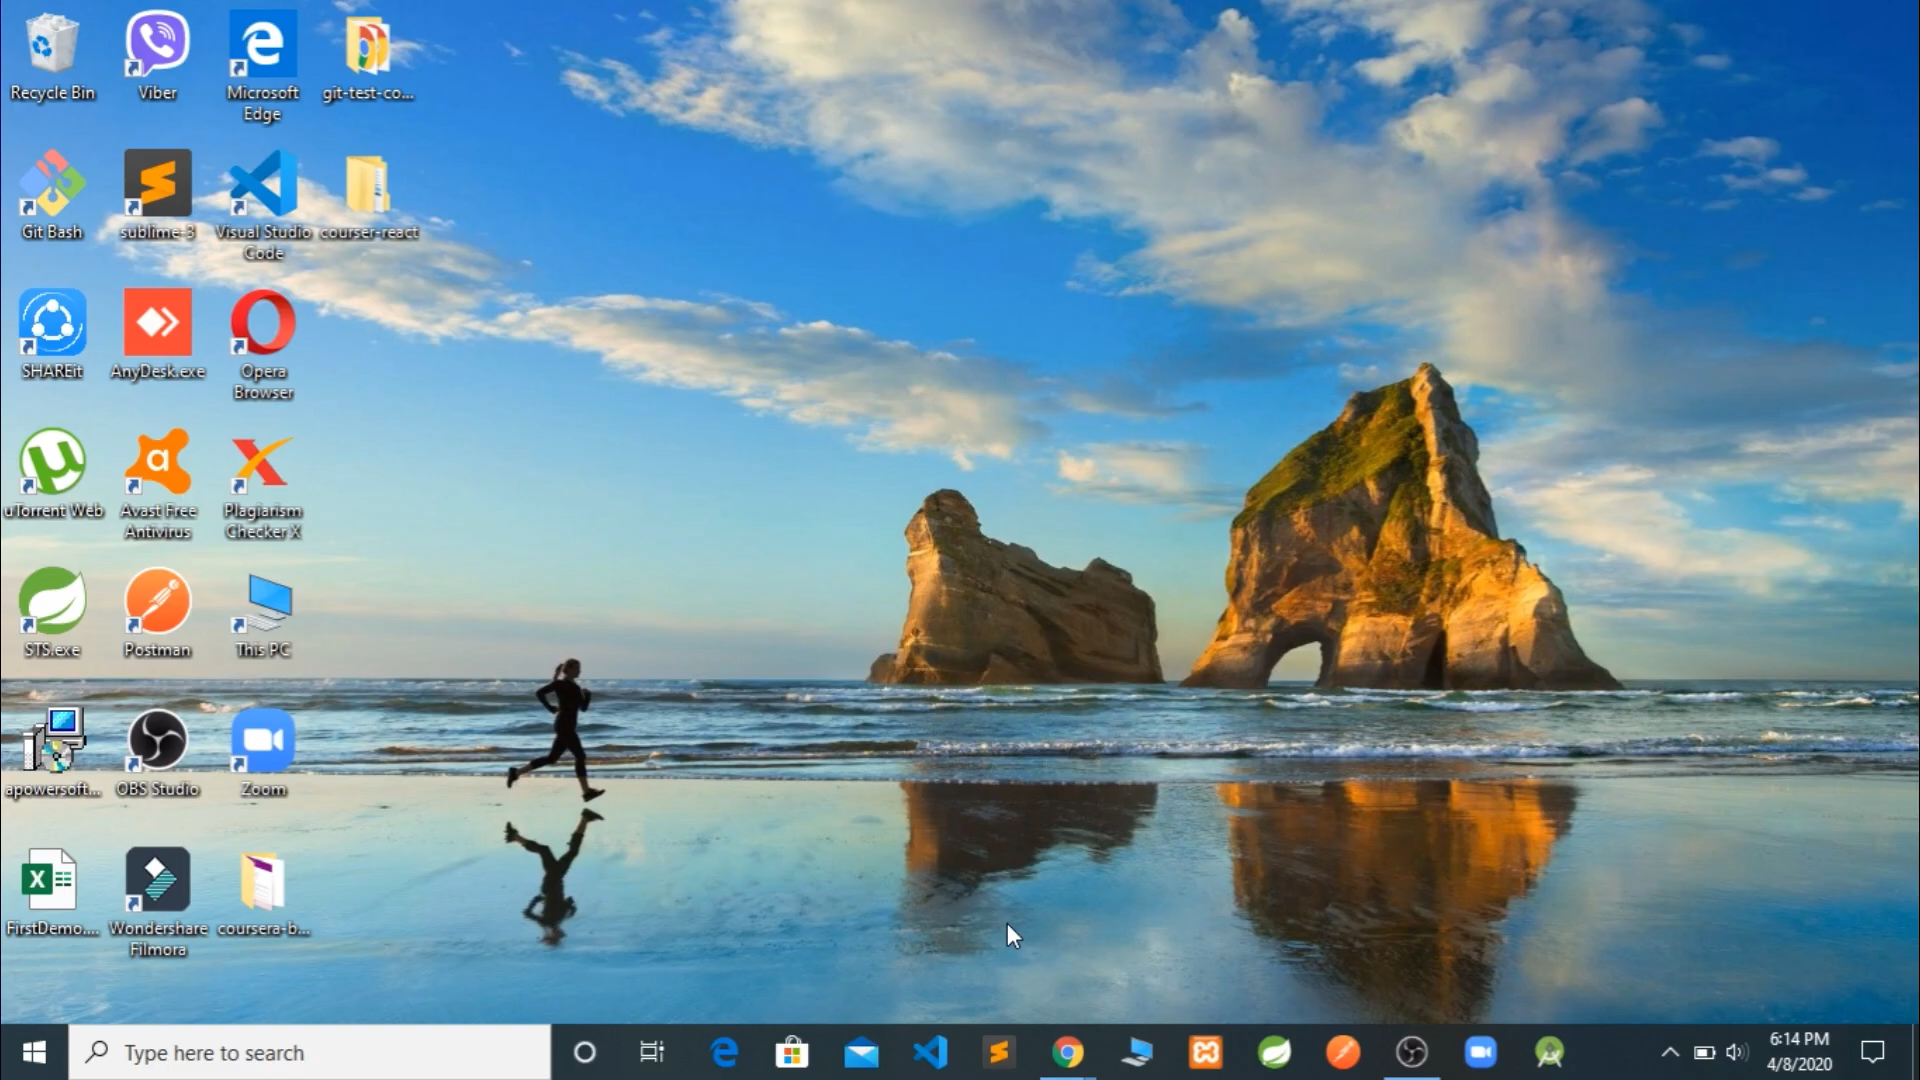 Recycle Bin
Viber
Microsoft
Edge
git-test-co...
Git Bash
sublime-3
Visual Studio
Code
courser-react
SHAREit
AnyDesk.exe
Opera
Browser
uTorrent Web
Avast Free
Antivirus
Plagiarism
Checker X
STS.exe
Postman
This PC
apowersoft...
OBS Studio
Zoom
FirstDemo....
Wondershare
Filmora
coursera-b...
Type here to search
6:14 PM
4/8/2020